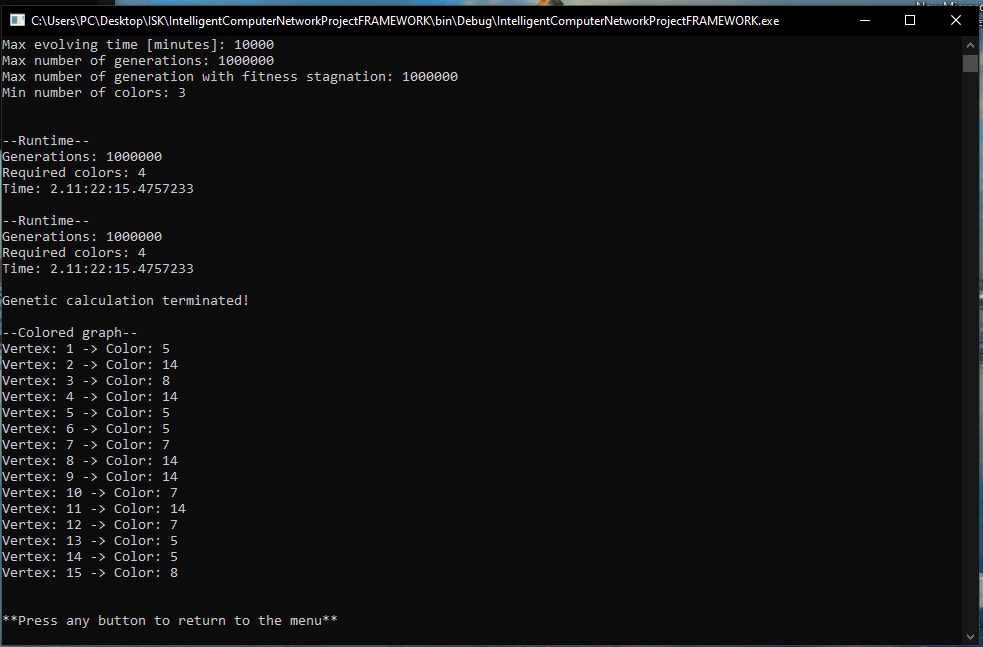 C:\Users\PC\Desktop\ISK\IntelligentComputerNetworkProjectFRAMEWORK\bin\Debug\IntelligentComputerNetworkProjectFRAMEWORK.exe
Max evolving time [minutes]: 10000
Max number of generations: 1000000
Max number of generation with fitness stagnation: 1000000
Min number of colors: 3
--Runtime--
Generations: 1000000
Required colors: 4
Time: 2.11:22:15.4757233
--Runtime--
Generations: 1000000
Required colors: 4
Time: 2.11:22:15.4757233
Genetic calculation terminated!
--Colored graph--
Vertex: 1 -> Color: 5
Vertex: 2 -> Color: 14
Vertex: 3 -> Color: 8
Vertex: 4 -> Color: 14
Vertex: 5 -> Color: 5
Vertex: 6 -> Color: 5
Vertex: 7 -> Color: 7
Vertex: 8 -> Color: 14
Vertex: 9 -> Color: 14
Vertex: 10 -> Color: 7
Vertex: 11 -> Color: 14
Vertex: 12 -> Color: 7
Vertex: 13 -> Color: 5
Vertex: 14 -> Color: 5
Vertex: 15 -> Color: 8
**Press any button to return to the menu**